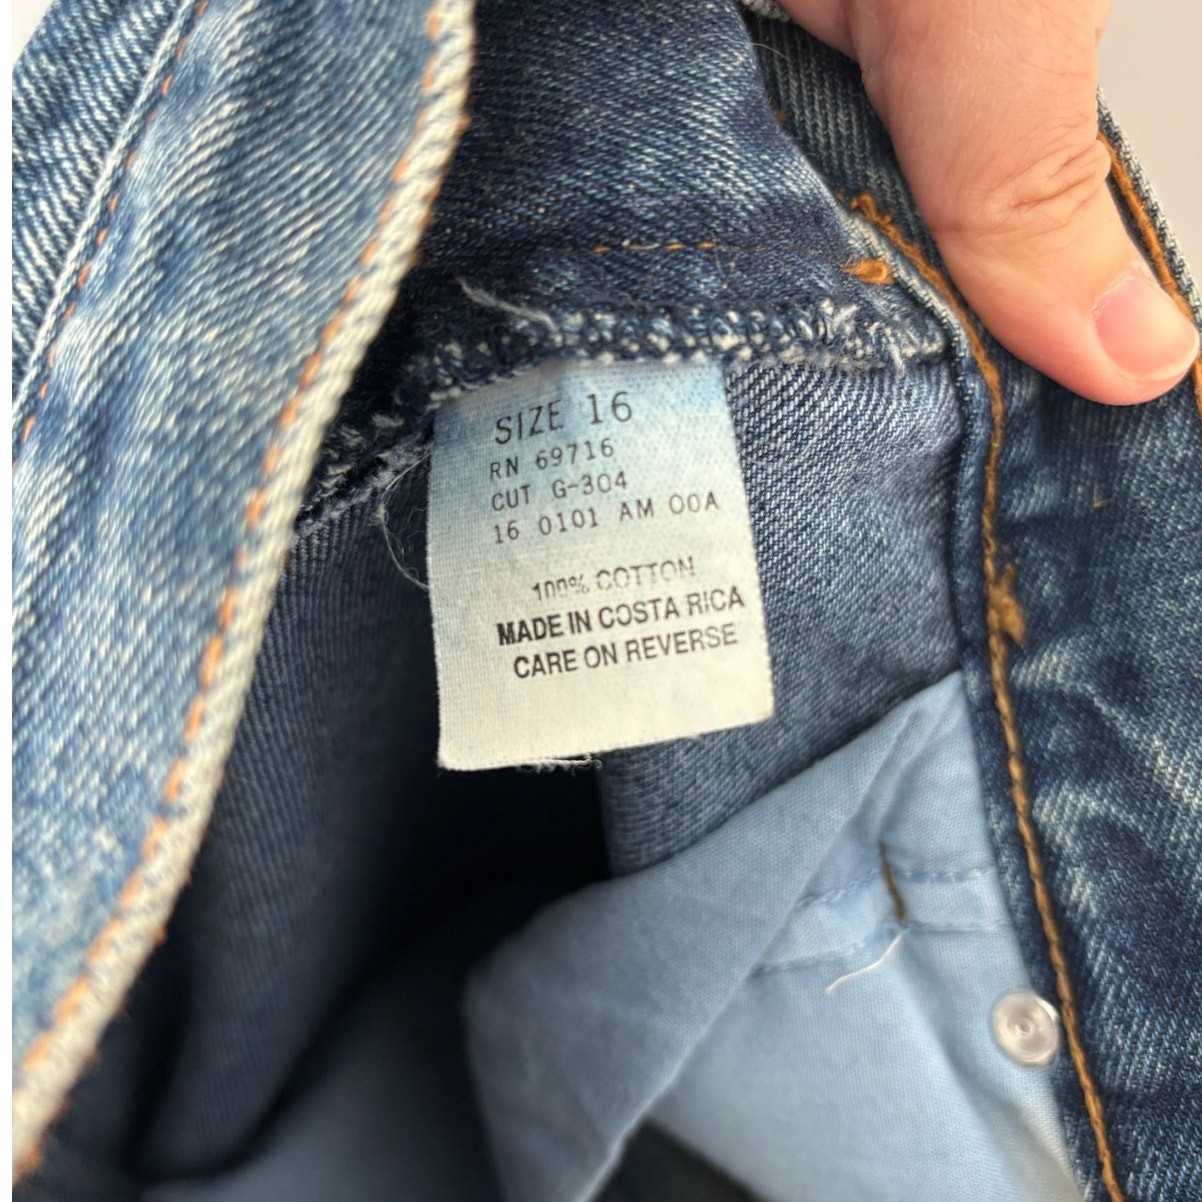 SIZE 16
RN 69716
CUT G-304
16 0101 AM 00A
100% COTTON
MADE IN COSTA RICA
CARE ON REVERSE